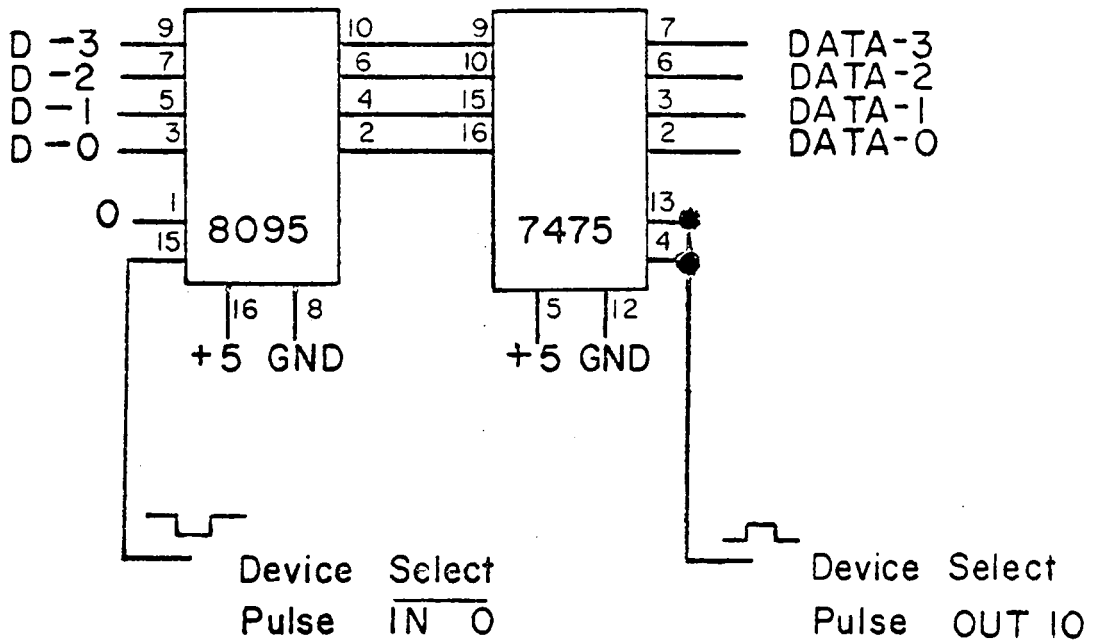 D-3 9 10 9 7 DATA-3
D-2 7 6 10 6 DATA-2
D-1 5 4 15 3 DATA-1
D-0 3 2 16 2 DATA-0
0 1 13
8095 7475
15 4
16 8 5 12
+5 GND +5 GND
Device Select Device Select
Pulse IN 0 Pulse OUT 10